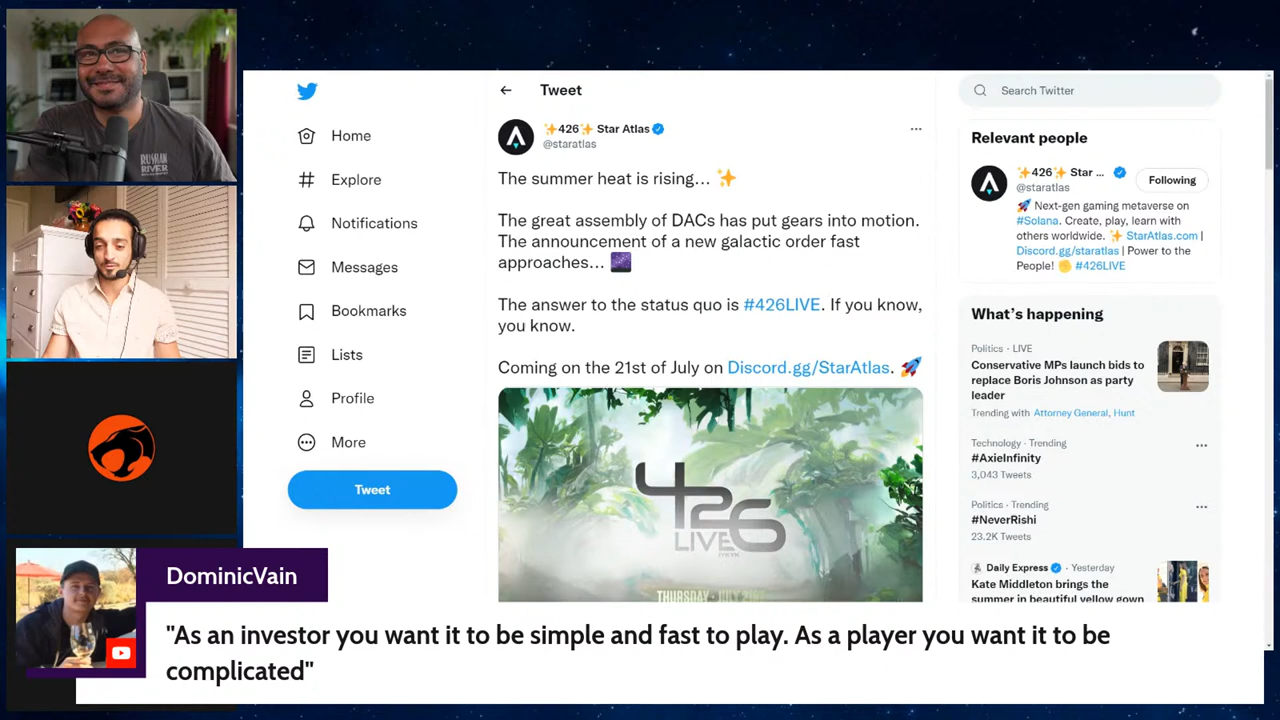 RUSSIAN
RIVER
Home
Explore
Notifications
Messages
Bookmarks
Lists
Profile
More
Tweet
Tweet
✨426✨ Star Atlas
@staratlas
The summer heat is rising… ✨
The great assembly of DACs has put gears into motion.
The announcement of a new galactic order fast
approaches… 🌌
The answer to the status quo is #426LIVE. If you know,
you know.
Coming on the 21st of July on Discord.gg/StarAtlas. 🚀
426
LIVE
IYKYK
Search Twitter
Relevant people
✨426✨ Star ...
@staratlas
Following
🚀 Next-gen gaming metaverse on
#Solana. Create, play, learn with
others worldwide. ✨ StarAtlas.com |
Discord.gg/staratlas | Power to the
People! ✊ #426LIVE
What's happening
Politics · LIVE
Conservative MPs launch bids to
replace Boris Johnson as party
leader
Trending with Attorney General, Hunt
Technology · Trending
#AxieInfinity
3,043 Tweets
Politics · Trending
#NeverRishi
23.2K Tweets
Daily Express · Yesterday
Kate Middleton brings the
summer in beautiful yellow gown
DominicVain
"As an investor you want it to be simple and fast to play. As a player you want it to be
complicated"